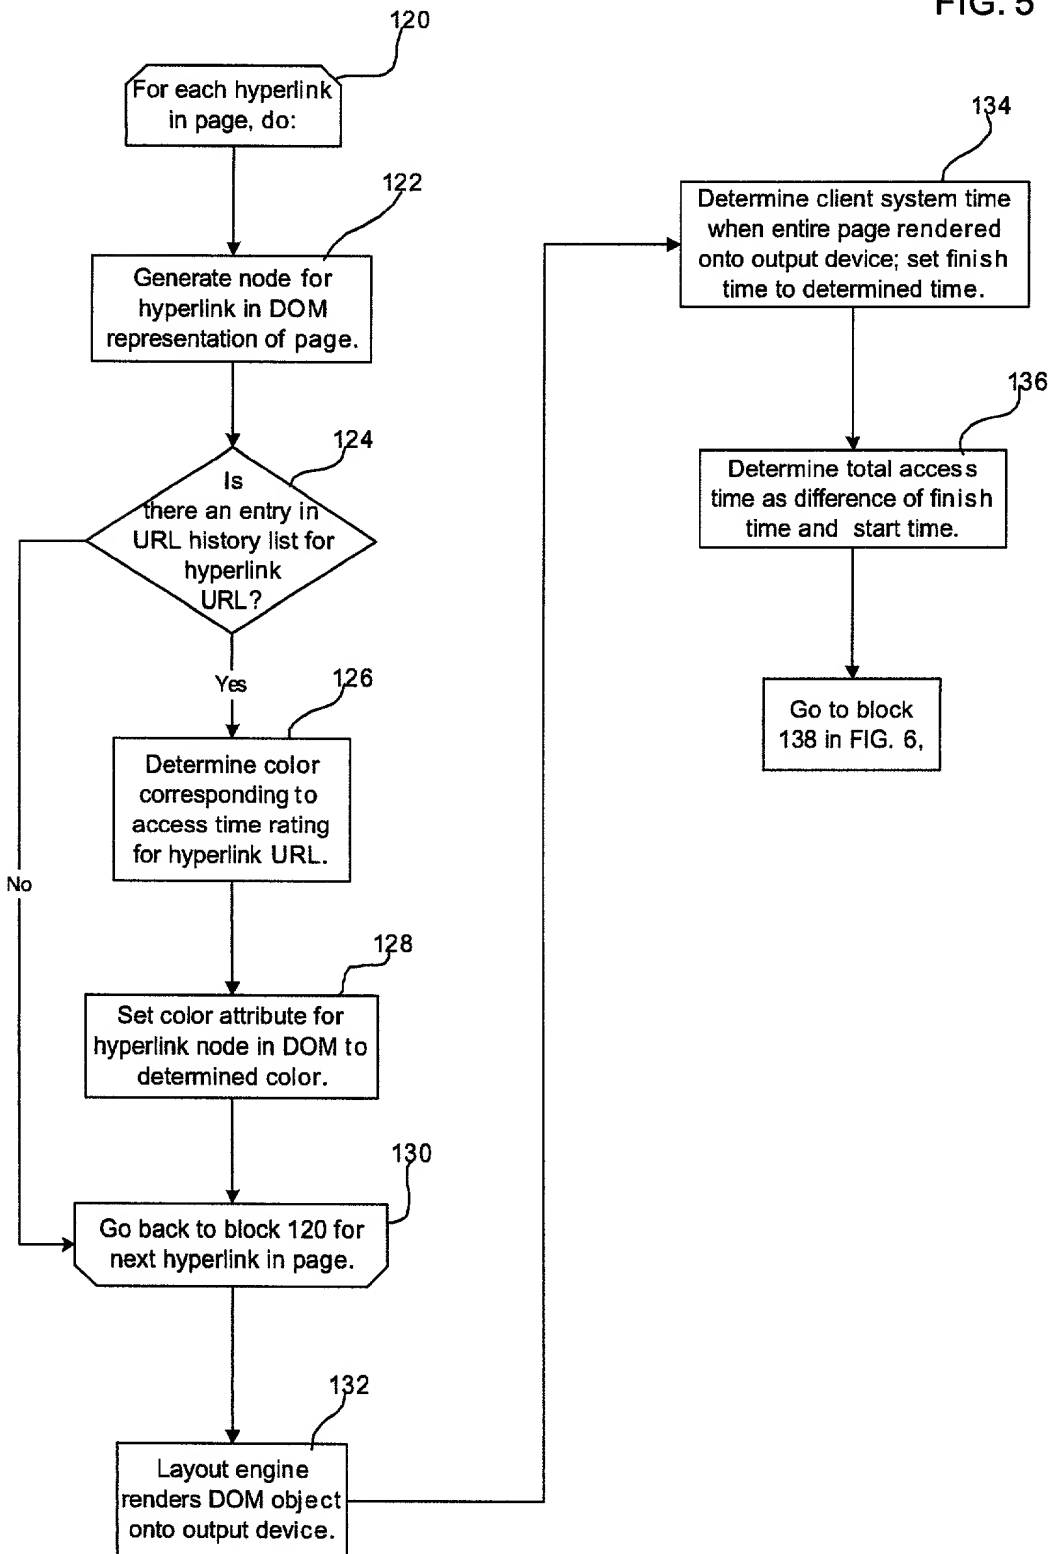 FIG. 5
120
For each hyperlink
in page, do:
122
Generate node for
hyperlink in DOM
representation of page.
124
Is
there an entry in
URL history list for
hyperlink
URL?
Yes
No
126
Determine color
corresponding to
access time rating
for hyperlink URL.
128
Set color attribute for
hyperlink node in DOM to
determined color.
130
Go back to block 120 for
next hyperlink in page.
132
Layout engine
renders DOM object
onto output device.
134
Determine client system time
when entire page rendered
onto output device; set finish
time to determined time.
136
Determine total access
time as difference of finish
time and start time.
Go to block
138 in FIG. 6,